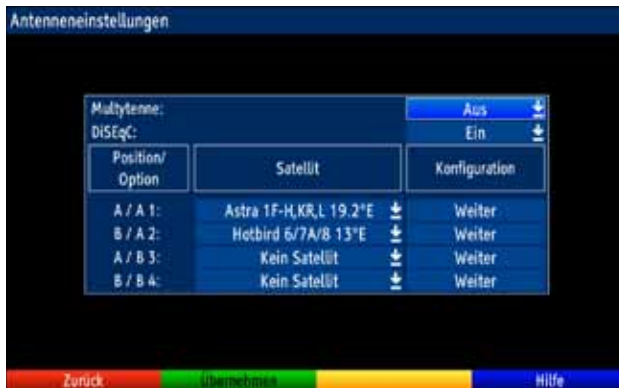 Antenneneinstellungen
Multytenne: Aus
DiSEqC: Ein
Position/
Option Satellit Konfiguration
A / A 1: Astra 1F-H,KR,L 19.2°E Weiter
B / A 2: Hotbird 6/7A/8 13°E Weiter
A / B 3: Kein Satellit Weiter
B / B 4: Kein Satellit Weiter
Zurück Übernehmen Hilfe